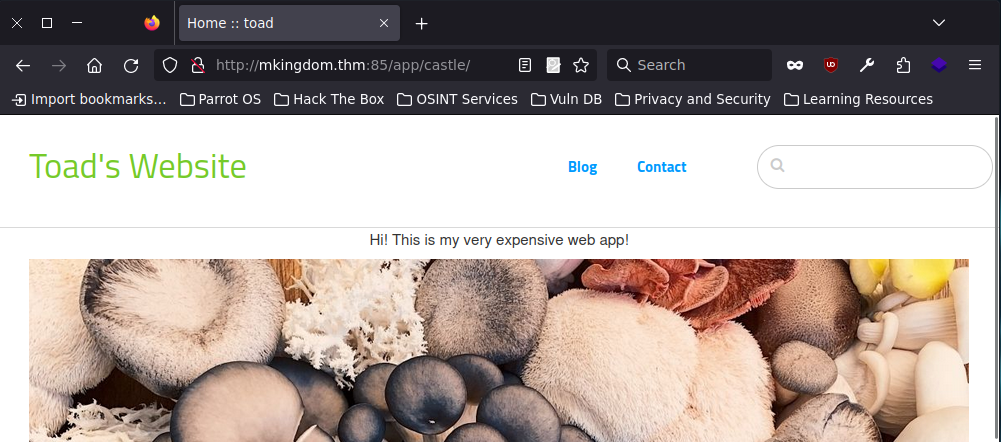 Home :: toad
http://mkingdom.thm:85/app/castle/
Search
Import bookmarks... Parrot OS Hack The Box OSINT Services Vuln DB Privacy and Security Learning Resources
Toad's Website
Blog Contact
Hi! This is my very expensive web app!